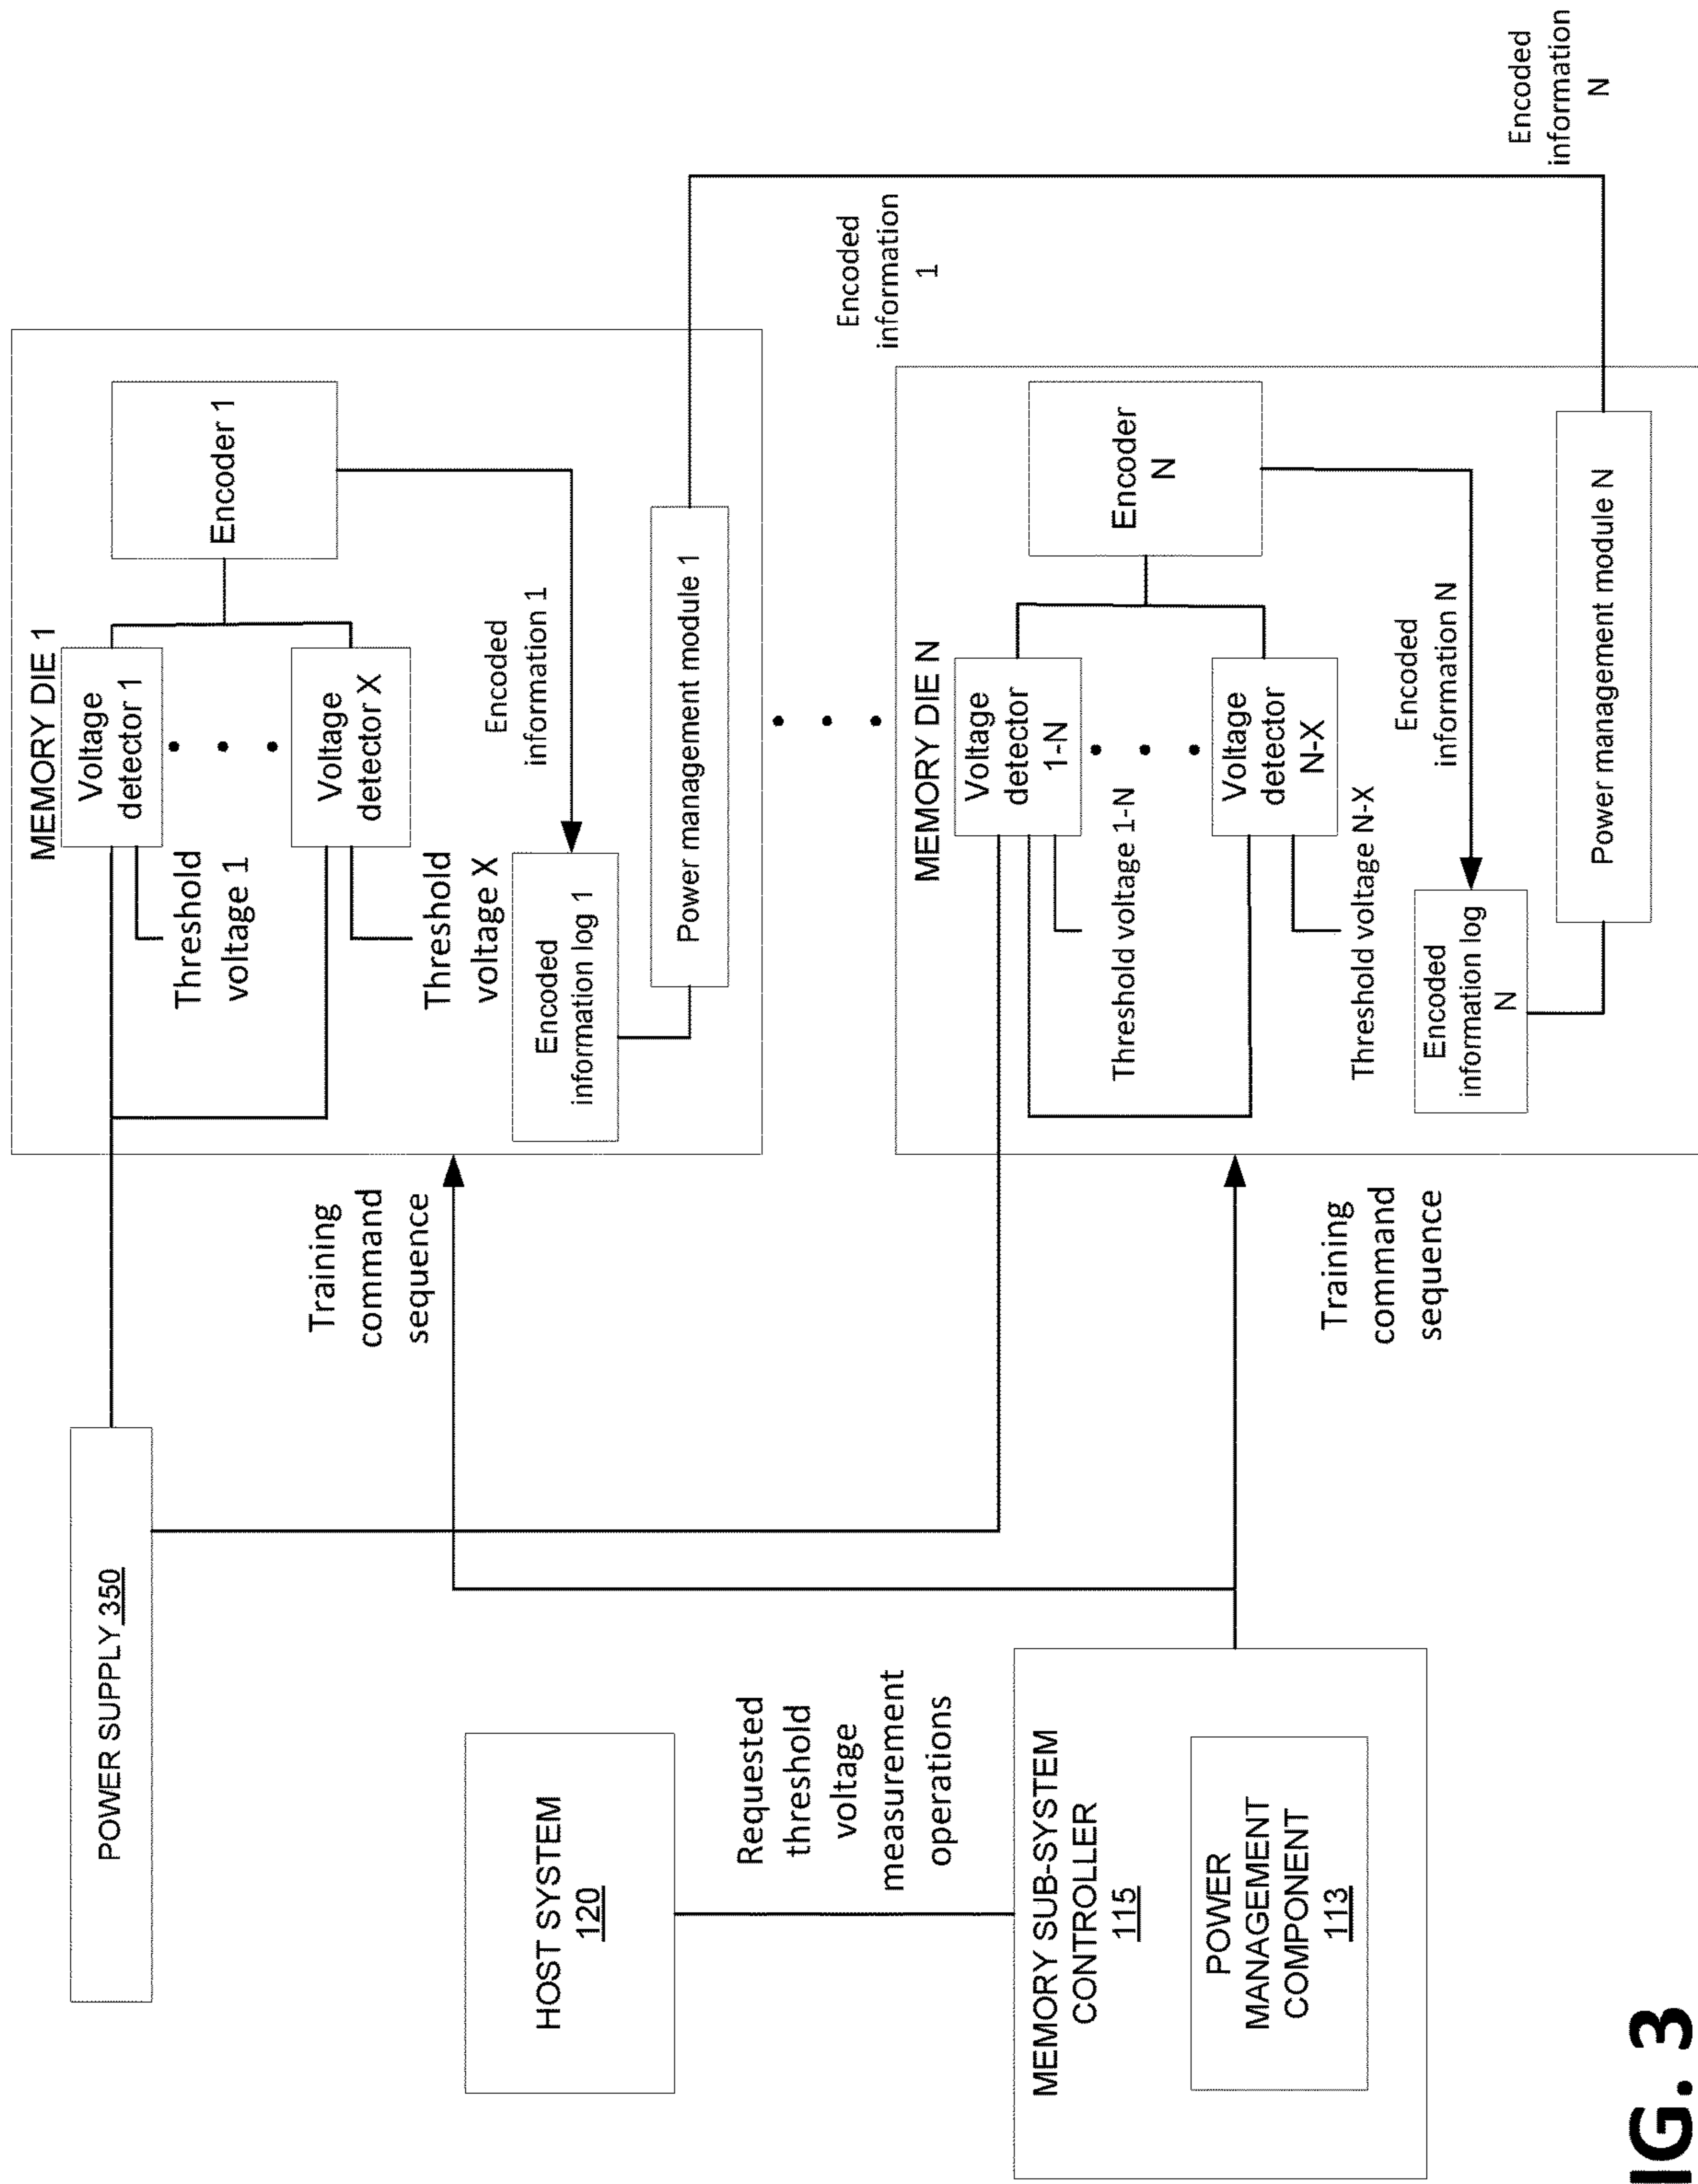 POWER SUPPLY 350
HOST SYSTEM
120
Requested
threshold
voltage
measurement
operations
MEMORY SUB-SYSTEM
CONTROLLER
115
POWER
MANAGEMENT
COMPONENT
113
Training
command
sequence
Training
command
sequence
MEMORY DIE 1
Voltage
detector 1
Threshold
voltage 1
Voltage
detector X
Threshold
voltage X
Encoder 1
Encoded
information 1
Encoded
information log 1
Power management module 1
Encoded
information
1
MEMORY DIE N
Voltage
detector
1-N
Threshold voltage 1-N
Voltage
detector
N-X
Threshold voltage N-X
Encoder
N
Encoded
information N
Encoded
information log
N
Power management module N
Encoded
information
N
IG. 3